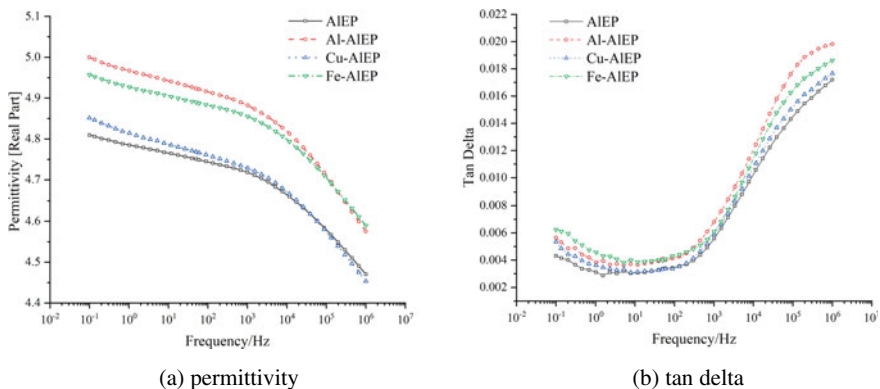 5.1
5.0
4.9
4.8
4.7
4.6
4.5
4.4
Permittivity [Real Part]
AlEP
Al-AlEP
Cu-AlEP
Fe-AlEP
10-2 10-1 100 101 102 103 104 105 106 107
Frequency/Hz
(a) permittivity
0.022
0.020
0.018
0.016
0.014
0.012
0.010
0.008
0.006
0.004
0.002
Tan Delta
AlEP
Al-AlEP
Cu-AlEP
Fe-AlEP
10-2 10-1 100 101 102 103 104 105 106 107
Frequency/Hz
(b) tan delta